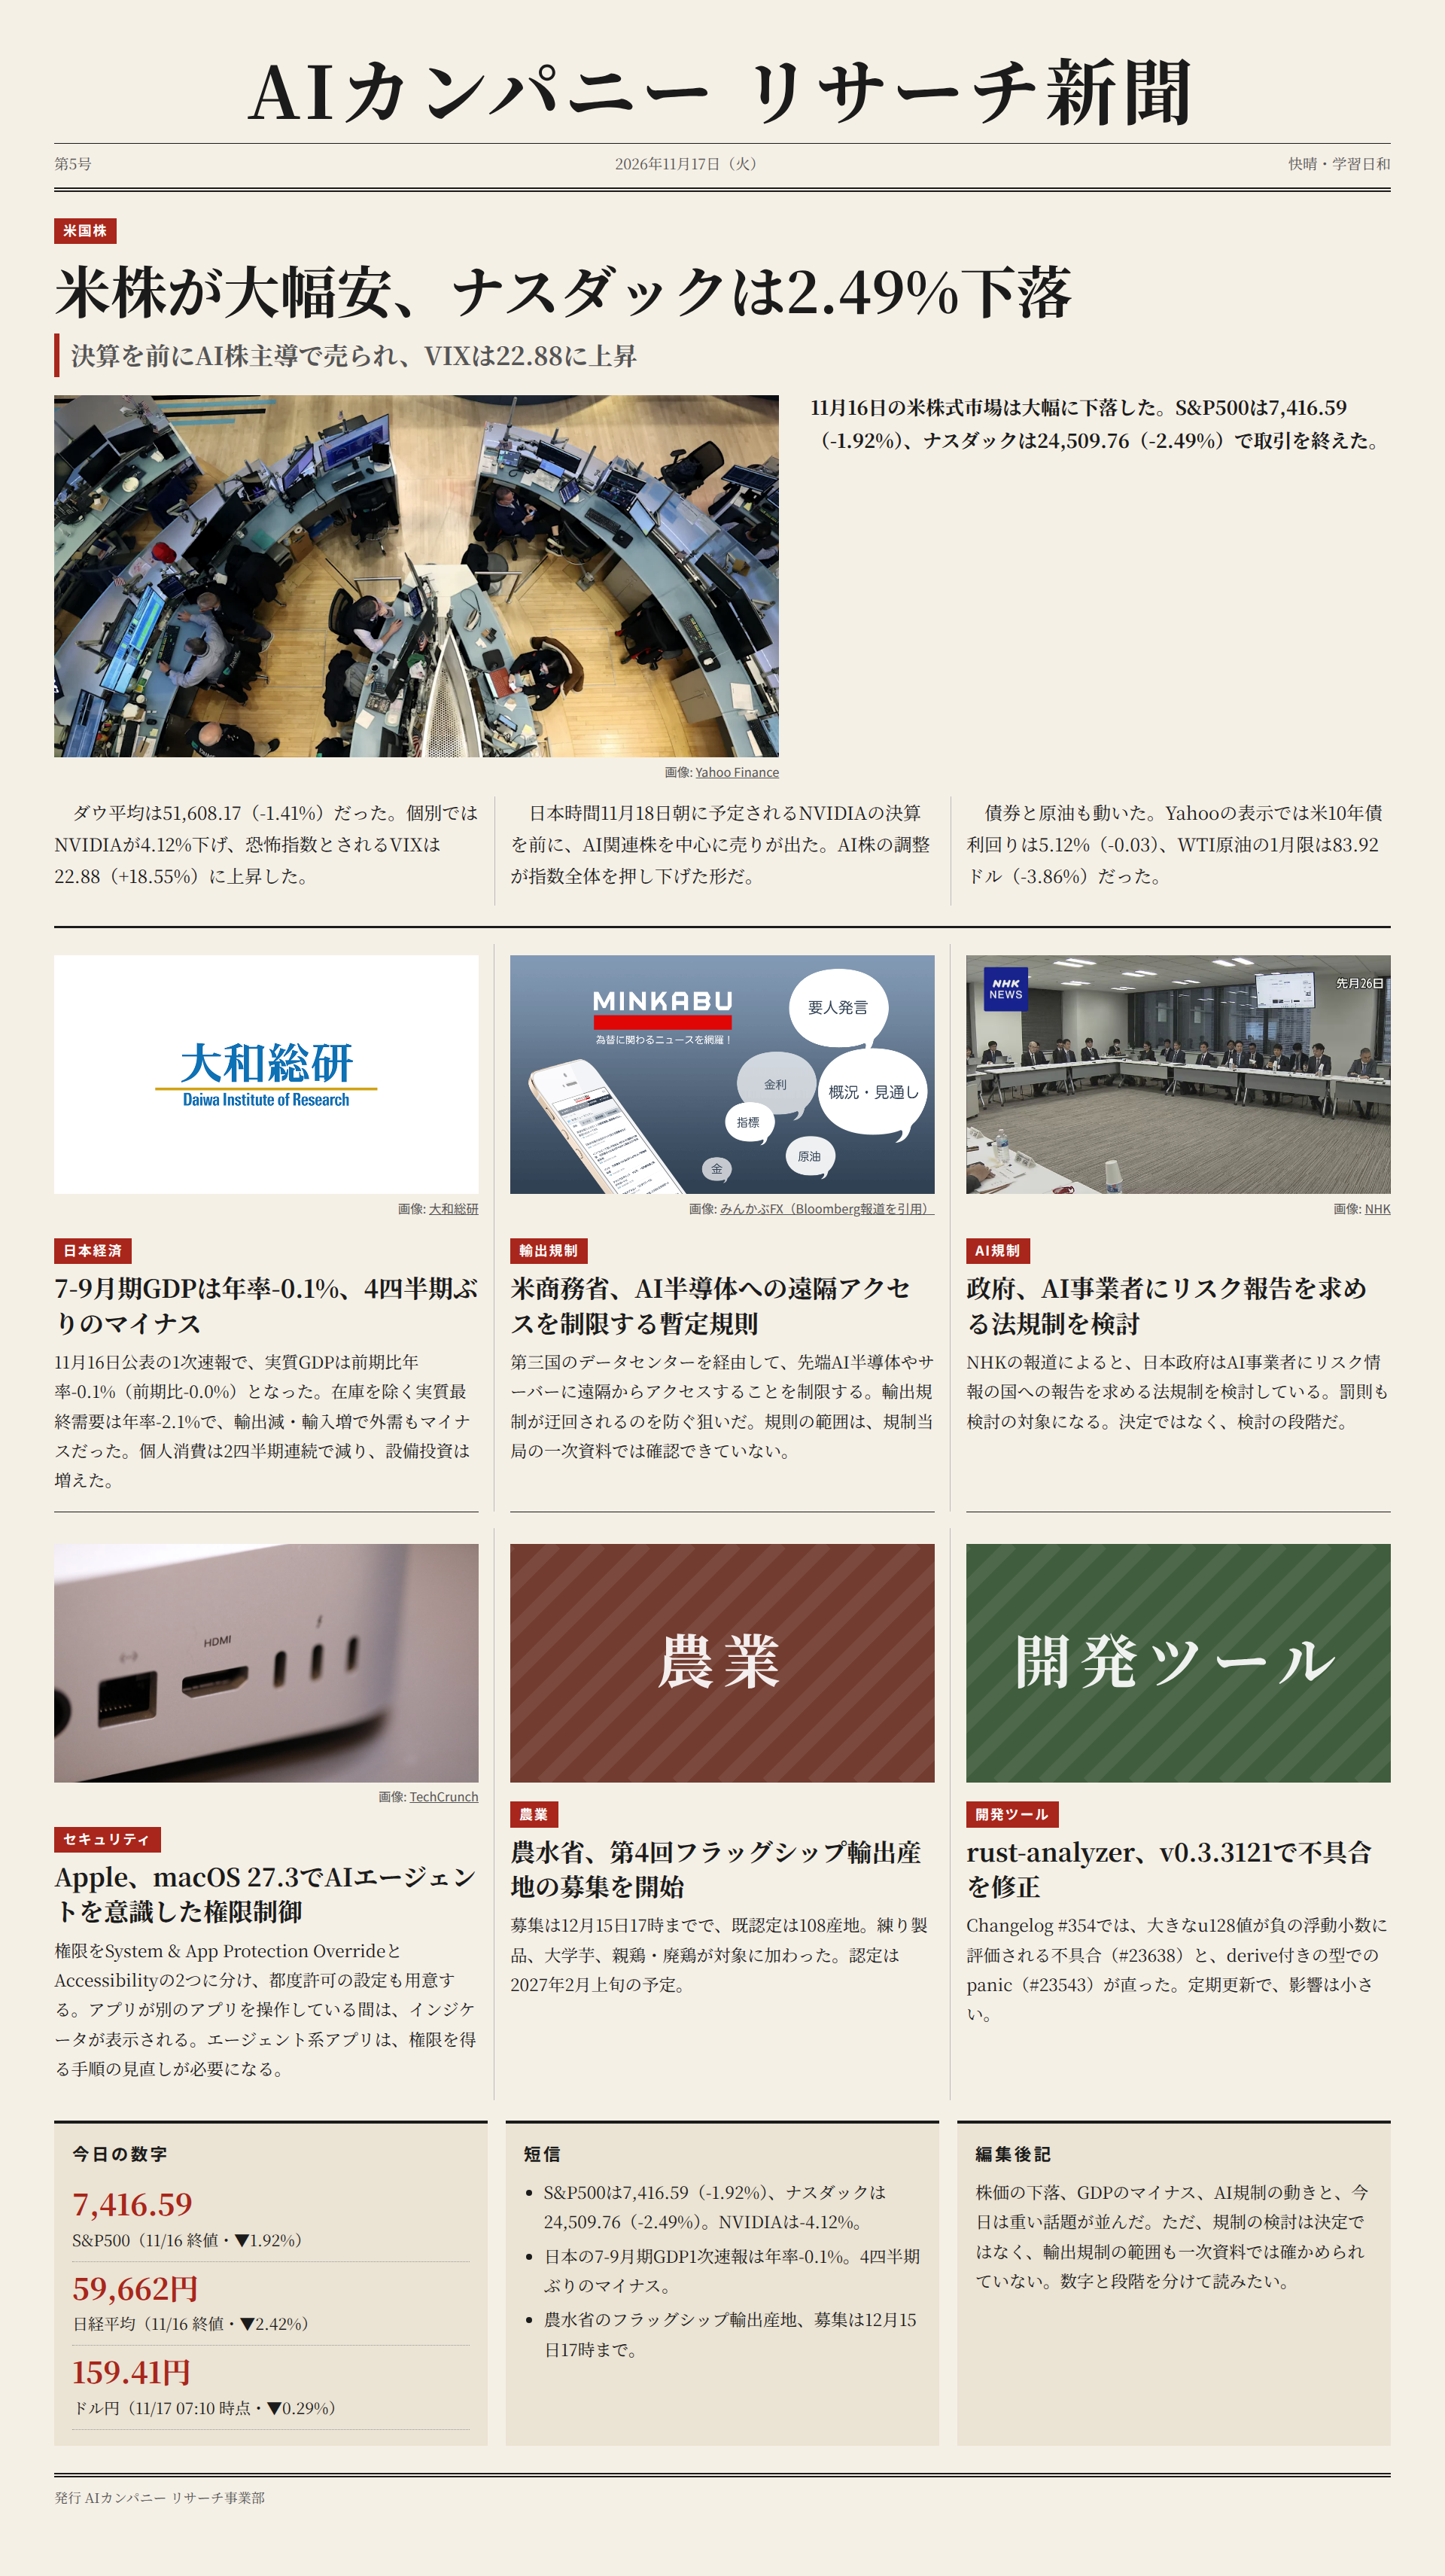 AIカンパニー リサーチ新聞
第5号
2026年11月17日（火）
快晴・学習日和
米国株
米株が大幅安、ナスダックは2.49%下落
決算を前にAI株主導で売られ、VIXは22.88に上昇
11月16日の米株式市場は大幅に下落した。S&P500は7,416.59
（-1.92%）、ナスダックは24,509.76（-2.49%）で取引を終えた。
画像: Yahoo Finance
ダウ平均は51,608.17（-1.41%）だった。個別では
NVIDIAが4.12%下げ、恐怖指数とされるVIXは
22.88（+18.55%）に上昇した。
日本時間11月18日朝に予定されるNVIDIAの決算
を前に、AI関連株を中心に売りが出た。AI株の調整
が指数全体を押し下げた形だ。
債券と原油も動いた。Yahooの表示では米10年債
利回りは5.12%（-0.03）、WTI原油の1月限は83.92
ドル（-3.86%）だった。
大和総研
Daiwa Institute of Research
画像: 大和総研
日本経済
7-9月期GDPは年率-0.1%、4四半期ぶ
りのマイナス
11月16日公表の1次速報で、実質GDPは前期比年
率-0.1%（前期比-0.0%）となった。在庫を除く実質最
終需要は年率-2.1%で、輸出減・輸入増で外需もマイナ
スだった。個人消費は2四半期連続で減り、設備投資は
増えた。
MINKABU
為替に関わるニュースを網羅！
要人発言
金利
概況・見通し
指標
原油
金
画像: みんかぶFX（Bloomberg報道を引用）
輸出規制
米商務省、AI半導体への遠隔アクセ
スを制限する暫定規則
第三国のデータセンターを経由して、先端AI半導体やサ
ーバーに遠隔からアクセスすることを制限する。輸出規
制が迂回されるのを防ぐ狙いだ。規則の範囲は、規制当
局の一次資料では確認できていない。
NHK
NEWS
先月26日
画像: NHK
AI規制
政府、AI事業者にリスク報告を求め
る法規制を検討
NHKの報道によると、日本政府はAI事業者にリスク情
報の国への報告を求める法規制を検討している。罰則も
検討の対象になる。決定ではなく、検討の段階だ。
HDMI
画像: TechCrunch
セキュリティ
Apple、macOS 27.3でAIエージェン
トを意識した権限制御
権限をSystem & App Protection Overrideと
Accessibilityの2つに分け、都度許可の設定も用意す
る。アプリが別のアプリを操作している間は、インジケ
ータが表示される。エージェント系アプリは、権限を得
る手順の見直しが必要になる。
農業
農業
農水省、第4回フラッグシップ輸出産
地の募集を開始
募集は12月15日17時までで、既認定は108産地。練り製
品、大学芋、親鶏・廃鶏が対象に加わった。認定は
2027年2月上旬の予定。
開発ツール
開発ツール
rust-analyzer、v0.3.3121で不具合
を修正
Changelog #354では、大きなu128値が負の浮動小数に
評価される不具合（#23638）と、derive付きの型での
panic（#23543）が直った。定期更新で、影響は小さ
い。
今日の数字
7,416.59
S&P500（11/16 終値・▼1.92%）
59,662円
日経平均（11/16 終値・▼2.42%）
159.41円
ドル円（11/17 07:10 時点・▼0.29%）
短信
• S&P500は7,416.59（-1.92%）、ナスダックは
24,509.76（-2.49%）。NVIDIAは-4.12%。
• 日本の7-9月期GDP1次速報は年率-0.1%。4四半期
ぶりのマイナス。
• 農水省のフラッグシップ輸出産地、募集は12月15
日17時まで。
編集後記
株価の下落、GDPのマイナス、AI規制の動きと、今
日は重い話題が並んだ。ただ、規制の検討は決定で
はなく、輸出規制の範囲も一次資料では確かめられ
ていない。数字と段階を分けて読みたい。
発行 AIカンパニー リサーチ事業部